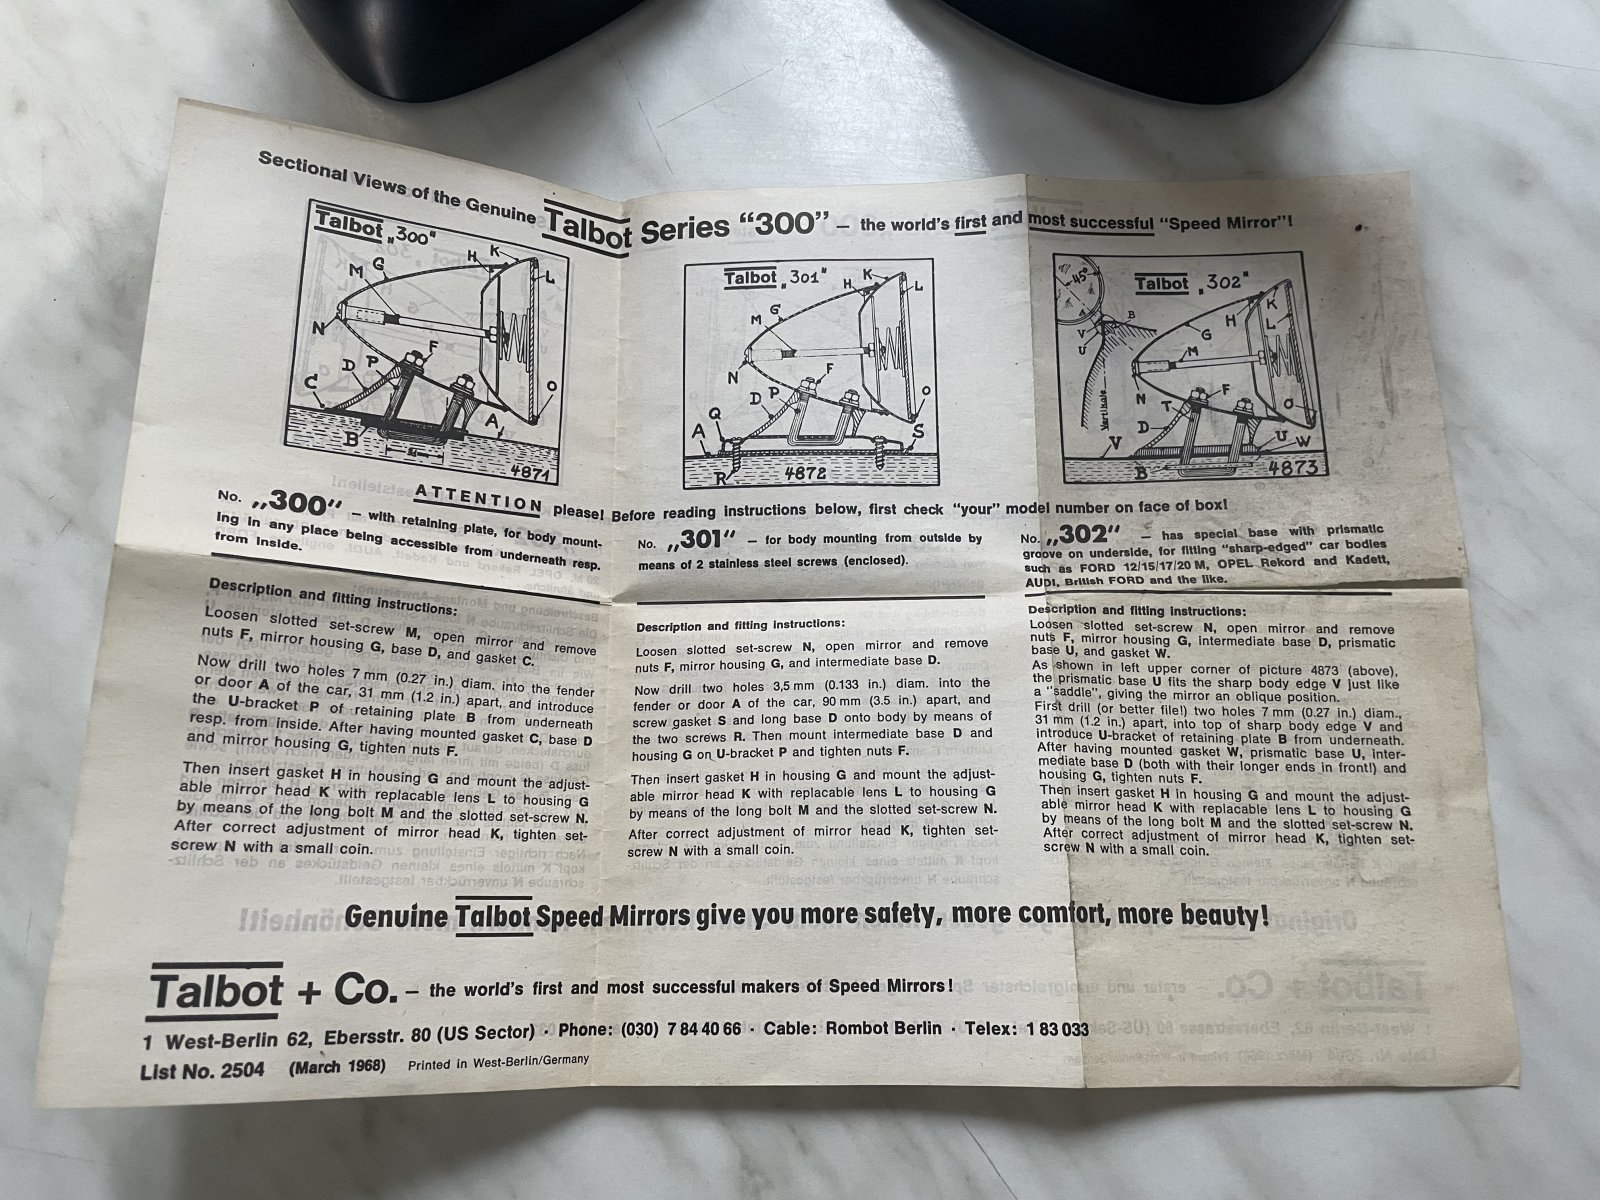 Sectional Views of the Genuine Talbot Series “300” – the world's first and most successful “Speed Mirror”!
Talbot „300“
M G H K L
N D P F O
C B A
31
4871
Talbot „301“
M G H K L
N D P F
Q A S
R 4872
45°
Talbot „302“
A B V U
H K L G M
N T F O
D U W
Vertikale
V B 4873
ATTENTION please! Before reading instructions below, first check “your” model number on face of box!
No. „300“ – with retaining plate, for body mount-
ing in any place being accessible from underneath resp.
from inside.
Description and fitting instructions:
Loosen slotted set-screw M, open mirror and remove
nuts F, mirror housing G, base D, and gasket C.
Now drill two holes 7 mm (0.27 in.) diam. into the fender
or door A of the car, 31 mm (1.2 in.) apart, and introduce
the U-bracket P of retaining plate B from underneath
resp. from inside. After having mounted gasket C, base D
and mirror housing G, tighten nuts F.
Then insert gasket H in housing G and mount the adjust-
able mirror head K with replacable lens L to housing G
by means of the long bolt M and the slotted set-screw N.
After correct adjustment of mirror head K, tighten set-
screw N with a small coin.
No. „301“ – for body mounting from outside by
means of 2 stainless steel screws (enclosed).
Description and fitting instructions:
Loosen slotted set-screw N, open mirror and remove
nuts F, mirror housing G, and intermediate base D.
Now drill two holes 3,5 mm (0.133 in.) diam. into the
fender or door A of the car, 90 mm (3.5 in.) apart, and
screw gasket S and long base D onto body by means of
the two screws R. Then mount intermediate base D and
housing G on U-bracket P and tighten nuts F.
Then insert gasket H in housing G and mount the adjust-
able mirror head K with replacable lens L to housing G
by means of the long bolt M and the slotted set-screw N.
After correct adjustment of mirror head K, tighten set-
screw N with a small coin.
No. „302“ – has special base with prismatic
groove on underside, for fitting “sharp-edged” car bodies
such as FORD 12/15/17/20 M, OPEL Rekord and Kadett,
AUDI, British FORD and the like.
Description and fitting instructions:
Loosen slotted set-screw N, open mirror and remove
nuts F, mirror housing G, intermediate base D, prismatic
base U, and gasket W.
As shown in left upper corner of picture 4873 (above),
the prismatic base U fits the sharp body edge V just like
a “saddle”, giving the mirror an oblique position.
First drill (or better file!) two holes 7 mm (0.27 in.) diam.,
31 mm (1.2 in.) apart, into top of sharp body edge V and
introduce U-bracket of retaining plate B from underneath.
After having mounted gasket W, prismatic base U, inter-
mediate base D (both with their longer ends in front!) and
housing G, tighten nuts F.
Then insert gasket H in housing G and mount the adjust-
able mirror head K with replacable lens L to housing G
by means of the long bolt M and the slotted set-screw N.
After correct adjustment of mirror head K, tighten set-
screw N with a small coin.
Genuine Talbot Speed Mirrors give you more safety, more comfort, more beauty!
Talbot + Co. – the world's first and most successful makers of Speed Mirrors!
1 West-Berlin 62, Ebersstr. 80 (US Sector) · Phone: (030) 7 84 40 66 · Cable: Rombot Berlin · Telex: 1 83 033
List No. 2504 (March 1968) Printed in West-Berlin/Germany